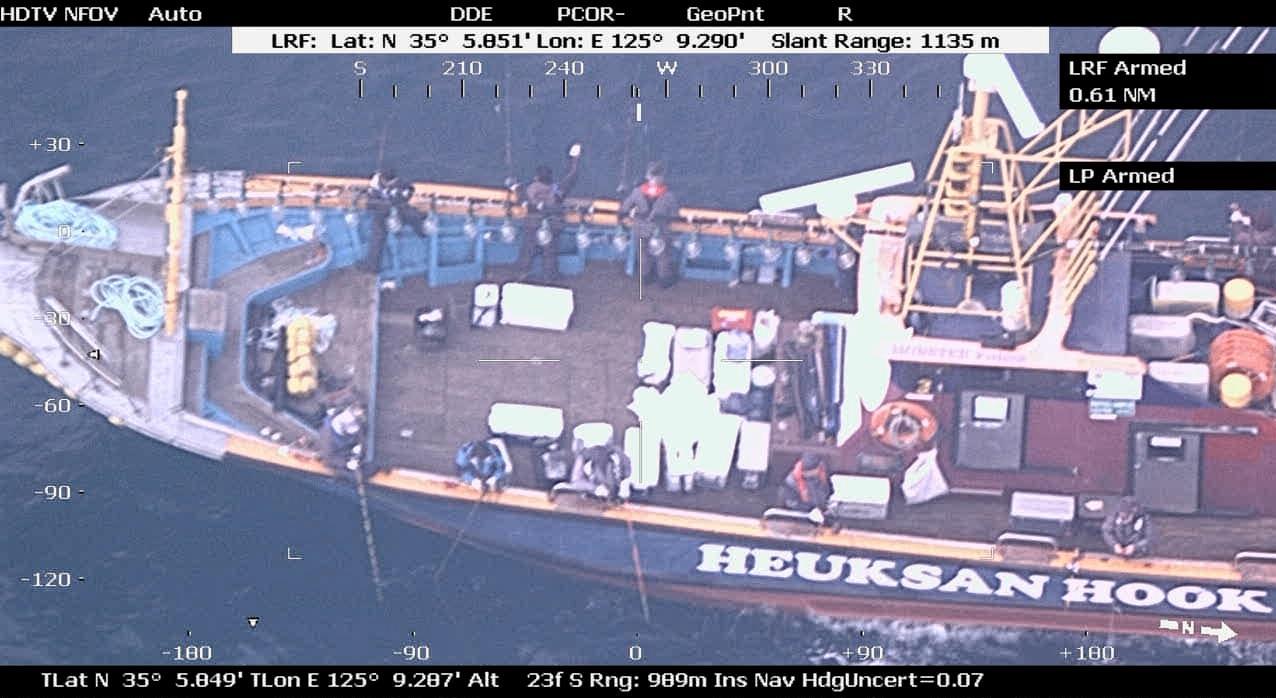 HDTV NFOV Auto DDE PCOR- GeoPnt R
LRF: Lat: N 35° 5.851' Lon: E 125° 9.290' Slant Range: 1135 m
S 210 240 W 300 330
LRF Armed
0.61 NM
+30
LP Armed
0
-30
-60
-90
HEUKSAN HOOK
-120
N
-180 -90 0 +90 +180
TLat N 35° 5.849' TLon E 125° 9.287' Alt 23f S Rng: 989m Ins Nav HdgUncert=0.07